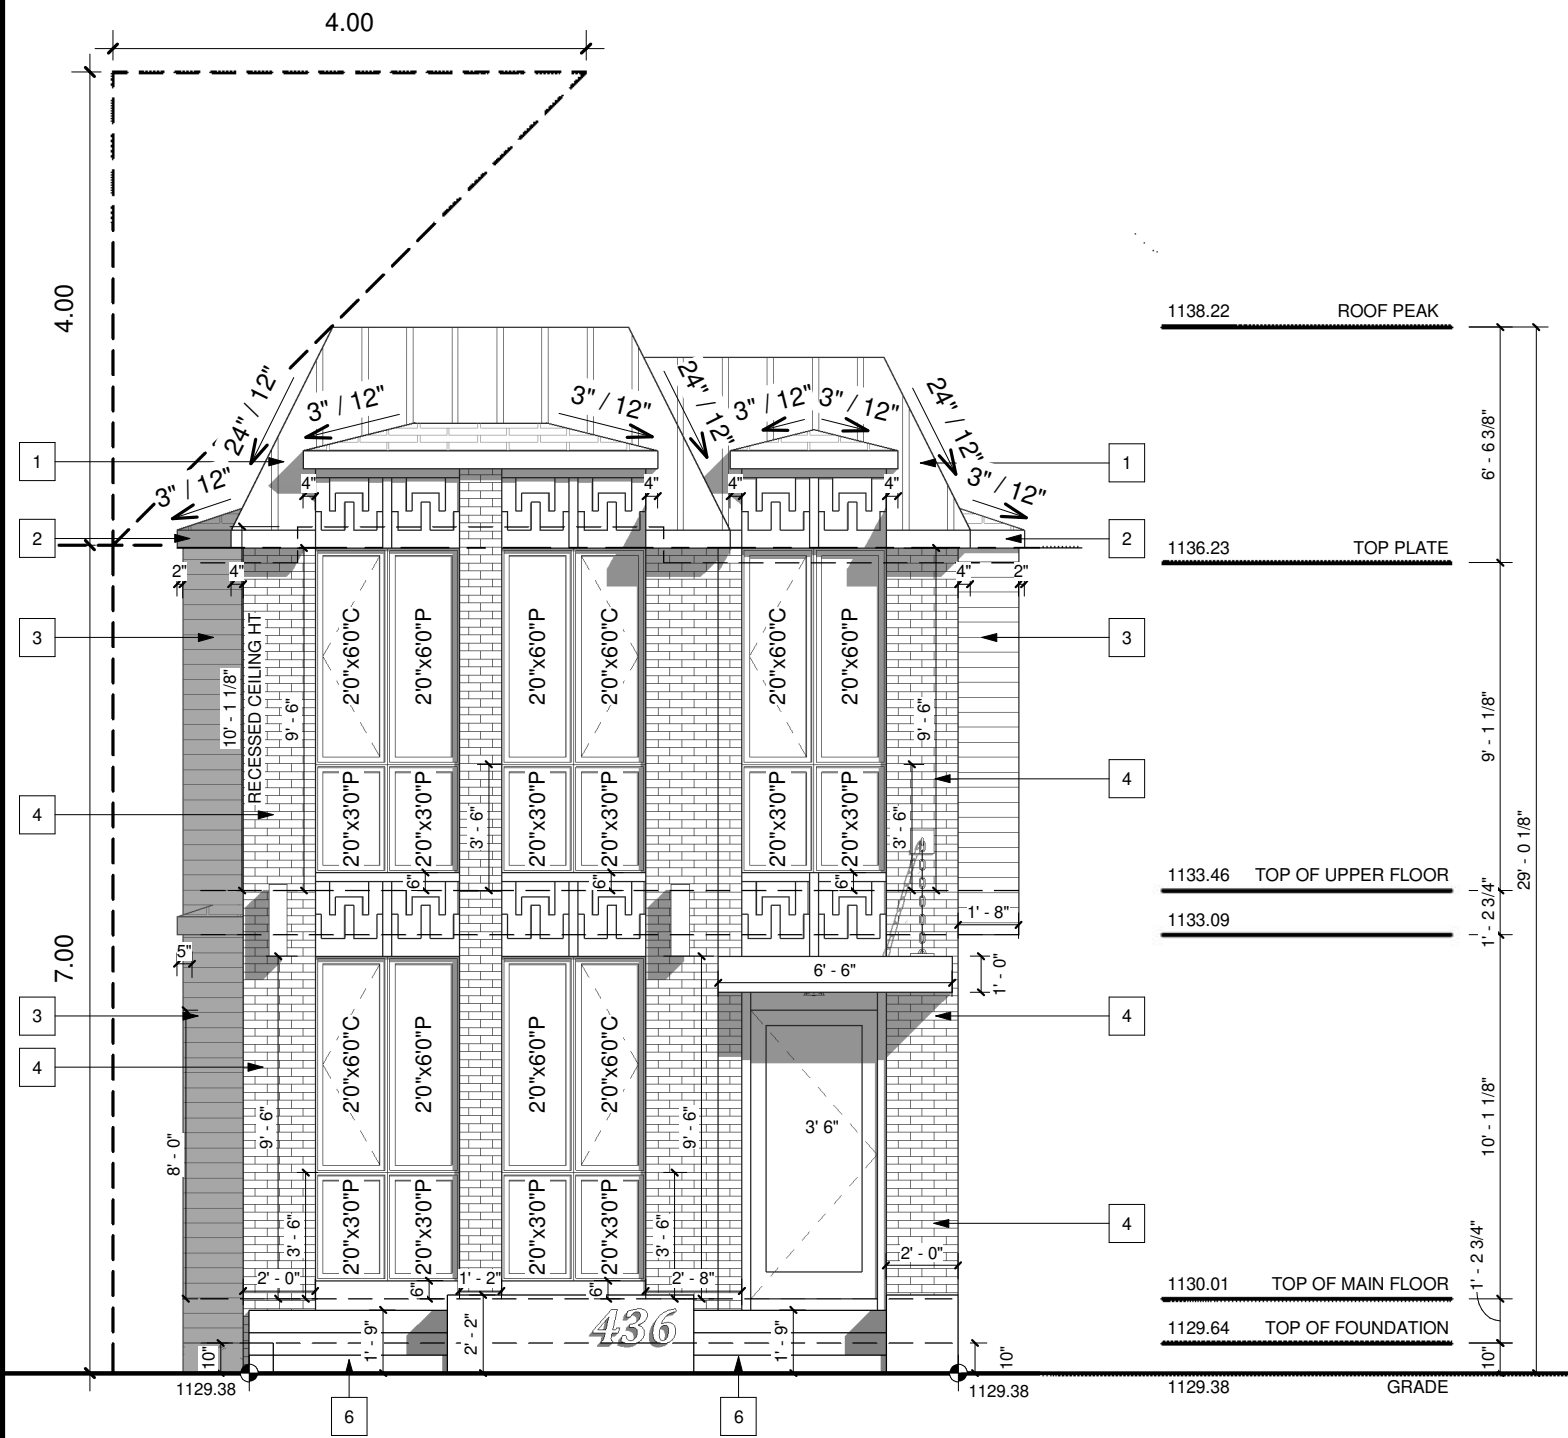 4.00
4.00
7.00
1138.22 ROOF PEAK
24" / 12"
3" / 12"
3" / 12"
24" / 12"
3" / 12"
3" / 12"
24" / 12"
1
1
3" / 12"
3" / 12"
4"
4"
4"
4"
6' - 6 3/8"
2
2
1136.23 TOP PLATE
2"
4"
4"
2"
3
3
10' - 1 1/8"
RECESSED CEILING HT
9' - 6"
2'0"x6'0"C
2'0"x6'0"P
2'0"x6'0"P
2'0"x6'0"C
2'0"x6'0"C
2'0"x6'0"P
9' - 6"
9' - 1 1/8"
4
4
2'0"x3'0"P
2'0"x3'0"P
3' - 6"
2'0"x3'0"P
2'0"x3'0"P
2'0"x3'0"P
2'0"x3'0"P
3' - 6"
29' - 0 1/8"
6"
6"
6"
1133.46 TOP OF UPPER FLOOR
1' - 8"
1133.09
1' - 2 3/4"
5"
6' - 6"
1' - 0"
3
4
4
8' - 0"
9' - 6"
2'0"x6'0"C
2'0"x6'0"P
2'0"x6'0"P
2'0"x6'0"C
9' - 6"
3' 6"
10' - 1 1/8"
3' - 6"
2'0"x3'0"P
2'0"x3'0"P
2'0"x3'0"P
2'0"x3'0"P
3' - 6"
4
2' - 0"
2' - 0"
6"
1' - 2"
6"
2' - 8"
1130.01 TOP OF MAIN FLOOR
1' - 2 3/4"
436
1129.64 TOP OF FOUNDATION
10"
1' - 9"
2' - 2"
1' - 9"
10"
10"
1129.38
1129.38
1129.38 GRADE
6
6